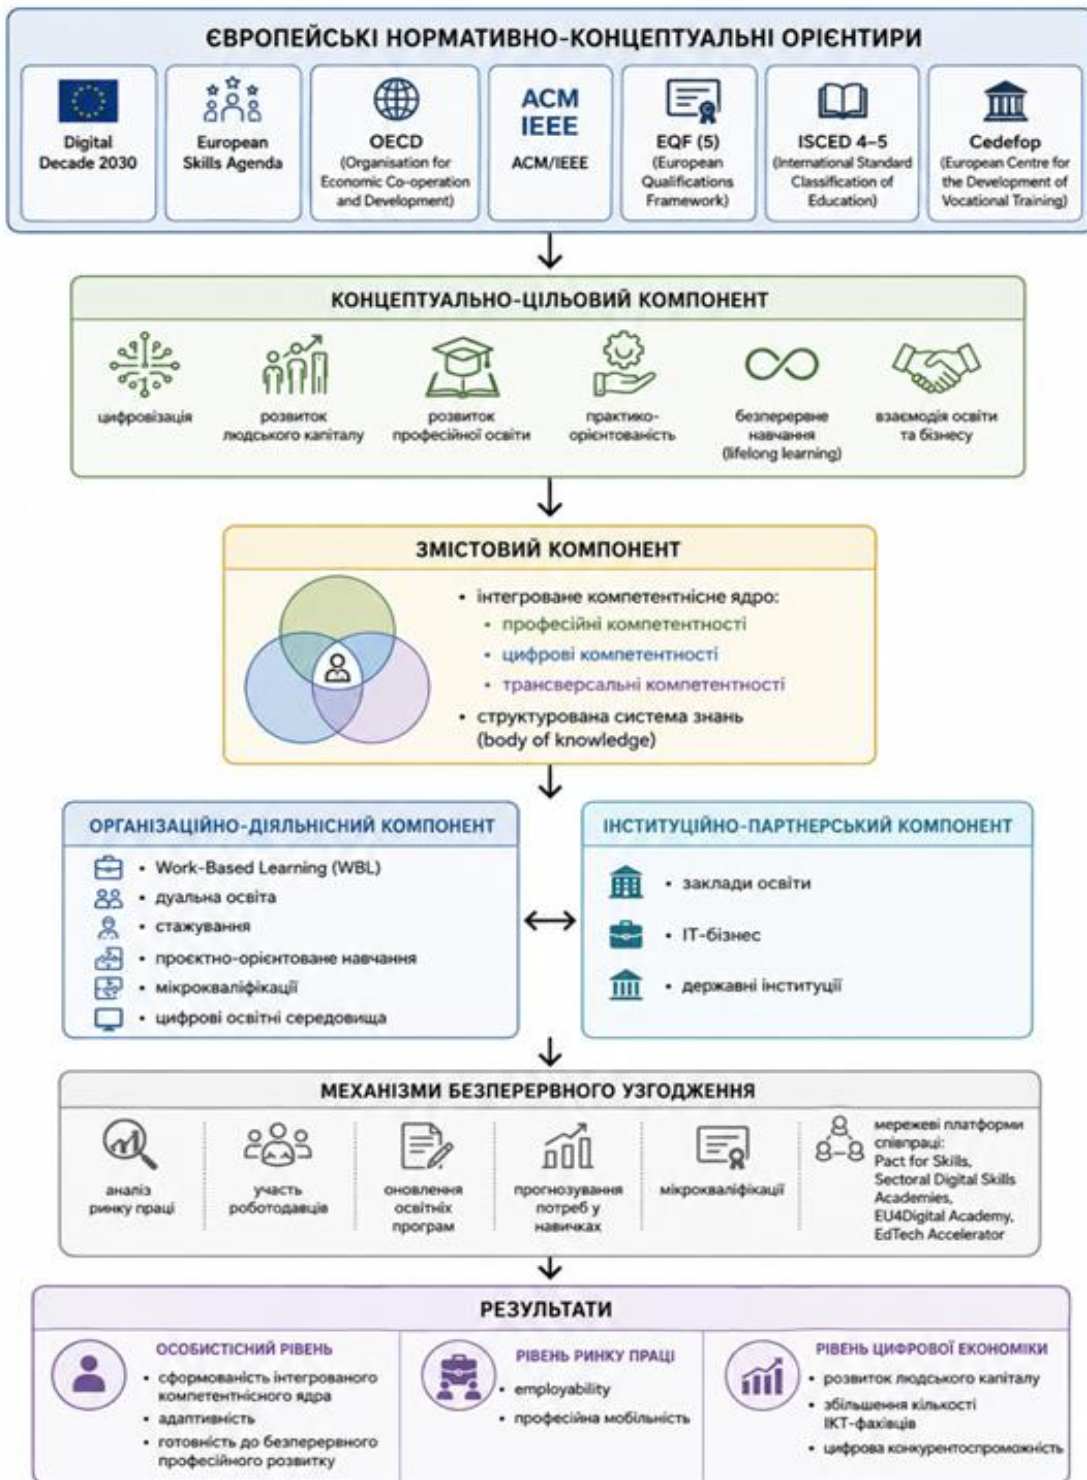 ЄВРОПЕЙСЬКІ НОРМАТИВНО-КОНЦЕПТУАЛЬНІ ОРІЄНТИРИ
Digital
Decade 2030
European
Skills Agenda
OECD
(Organisation for
Economic Co-operation
and Development)
ACM
IEEE
ACM/IEEE
EQF (5)
(European
Qualifications
Framework)
ISCED 4–5
(International Standard
Classification of
Education)
Cedefop
(European Centre for
the Development of
Vocational Training)
КОНЦЕПТУАЛЬНО-ЦІЛЬОВИЙ КОМПОНЕНТ
цифровізація
розвиток
людського капіталу
розвиток
професійної освіти
практико-
орієнтованість
безперервне
навчання
(lifelong learning)
взаємодія освіти
та бізнесу
ЗМІСТОВИЙ КОМПОНЕНТ
• інтегроване компетентнісне ядро:
• професійні компетентності
• цифрові компетентності
• трансверсальні компетентності
• структурована система знань
(body of knowledge)
ОРГАНІЗАЦІЙНО-ДІЯЛЬНІСНИЙ КОМПОНЕНТ
• Work-Based Learning (WBL)
• дуальна освіта
• стажування
• проєктно-орієнтоване навчання
• мікрокваліфікації
• цифрові освітні середовища
ІНСТИТУЦІЙНО-ПАРТНЕРСЬКИЙ КОМПОНЕНТ
• заклади освіти
• ІТ-бізнес
• державні інституції
МЕХАНІЗМИ БЕЗПЕРЕРВНОГО УЗГОДЖЕННЯ
аналіз
ринку праці
участь
роботодавців
оновлення
освітніх
програм
прогнозування
потреб у
навичках
мікрокваліфікації
мережеві платформи
співпраці:
Pact for Skills,
Sectoral Digital Skills
Academies,
EU4Digital Academy,
EdTech Accelerator
РЕЗУЛЬТАТИ
ОСОБИСТІСНИЙ РІВЕНЬ
• сформованість інтегрованого
компетентнісного ядра
• адаптивність
• готовність до безперервного
професійного розвитку
РІВЕНЬ РИНКУ ПРАЦІ
• employability
• професійна мобільність
РІВЕНЬ ЦИФРОВОЇ ЕКОНОМІКИ
• розвиток людського капіталу
• збільшення кількості
ІКТ-фахівців
• цифрова конкурентоспроможність